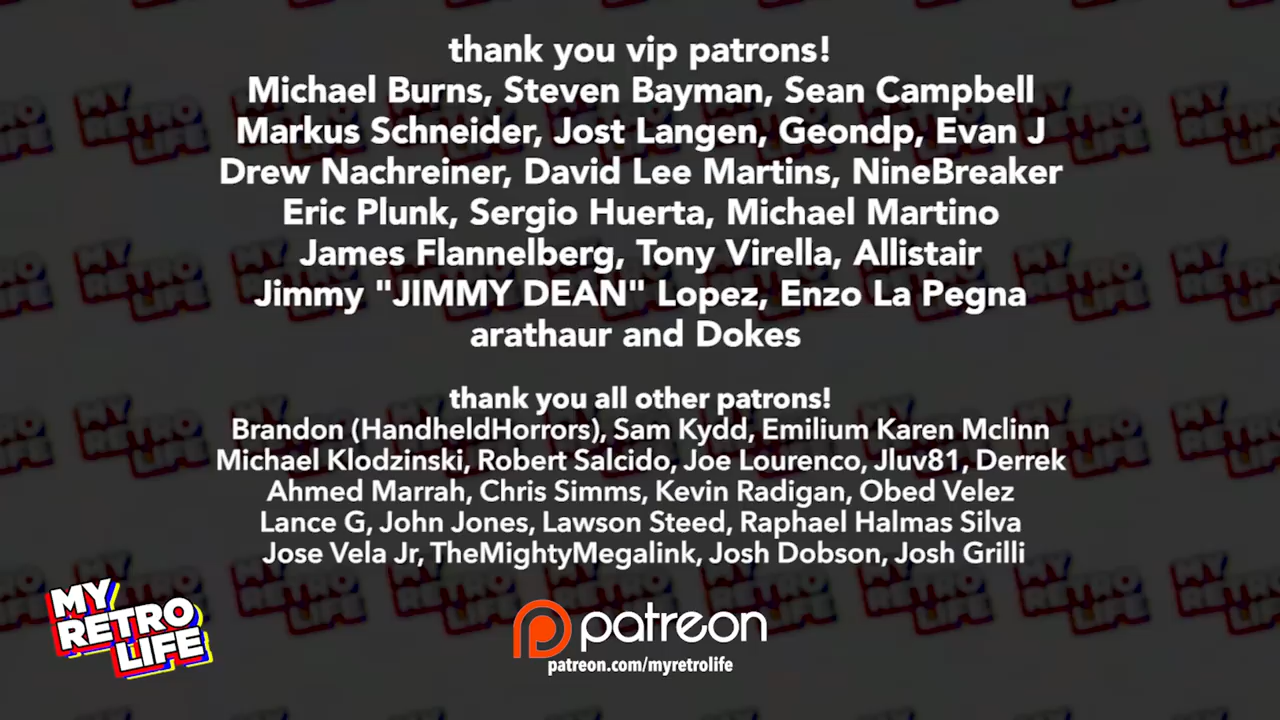 thank you vip patrons!
Michael Burns, Steven Bayman, Sean Campbell
Markus Schneider, Jost Langen, Geondp, Evan J
Drew Nachreiner, David Lee Martins, NineBreaker
Eric Plunk, Sergio Huerta, Michael Martino
James Flannelberg, Tony Virella, Allistair
Jimmy "JIMMY DEAN" Lopez, Enzo La Pegna
arathaur and Dokes
thank you all other patrons!
Brandon (HandheldHorrors), Sam Kydd, Emilium Karen Mclinn
Michael Klodzinski, Robert Salcido, Joe Lourenco, Jluv81, Derrek
Ahmed Marrah, Chris Simms, Kevin Radigan, Obed Velez
Lance G, John Jones, Lawson Steed, Raphael Halmas Silva
Jose Vela Jr, TheMightyMegalink, Josh Dobson, Josh Grilli
MY
RETRO
LIFE
patreon
patreon.com/myretrolife